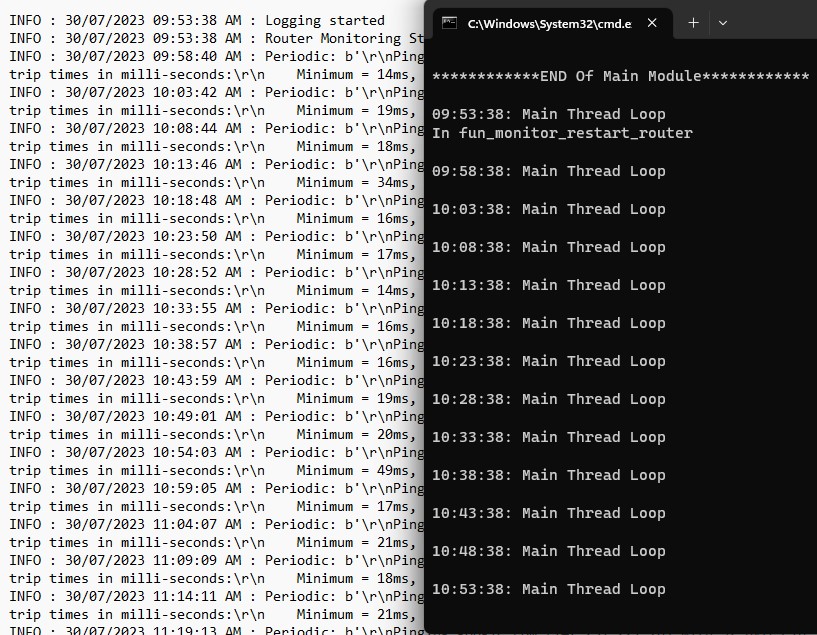 INFO : 30/07/2023 09:53:38 AM : Logging started
INFO : 30/07/2023 09:53:38 AM : Router Monitoring St
INFO : 30/07/2023 09:58:40 AM : Periodic: b'\r\nPing
trip times in milli-seconds:\r\n    Minimum = 14ms,
INFO : 30/07/2023 10:03:42 AM : Periodic: b'\r\nPing
trip times in milli-seconds:\r\n    Minimum = 19ms,
INFO : 30/07/2023 10:08:44 AM : Periodic: b'\r\nPing
trip times in milli-seconds:\r\n    Minimum = 18ms,
INFO : 30/07/2023 10:13:46 AM : Periodic: b'\r\nPing
trip times in milli-seconds:\r\n    Minimum = 34ms,
INFO : 30/07/2023 10:18:48 AM : Periodic: b'\r\nPing
trip times in milli-seconds:\r\n    Minimum = 16ms,
INFO : 30/07/2023 10:23:50 AM : Periodic: b'\r\nPing
trip times in milli-seconds:\r\n    Minimum = 17ms,
INFO : 30/07/2023 10:28:52 AM : Periodic: b'\r\nPing
trip times in milli-seconds:\r\n    Minimum = 14ms,
INFO : 30/07/2023 10:33:55 AM : Periodic: b'\r\nPing
trip times in milli-seconds:\r\n    Minimum = 16ms,
INFO : 30/07/2023 10:38:57 AM : Periodic: b'\r\nPing
trip times in milli-seconds:\r\n    Minimum = 16ms,
INFO : 30/07/2023 10:43:59 AM : Periodic: b'\r\nPing
trip times in milli-seconds:\r\n    Minimum = 19ms,
INFO : 30/07/2023 10:49:01 AM : Periodic: b'\r\nPing
trip times in milli-seconds:\r\n    Minimum = 20ms,
INFO : 30/07/2023 10:54:03 AM : Periodic: b'\r\nPing
trip times in milli-seconds:\r\n    Minimum = 49ms,
INFO : 30/07/2023 10:59:05 AM : Periodic: b'\r\nPing
trip times in milli-seconds:\r\n    Minimum = 17ms,
INFO : 30/07/2023 11:04:07 AM : Periodic: b'\r\nPing
trip times in milli-seconds:\r\n    Minimum = 21ms,
INFO : 30/07/2023 11:09:09 AM : Periodic: b'\r\nPing
trip times in milli-seconds:\r\n    Minimum = 18ms,
INFO : 30/07/2023 11:14:11 AM : Periodic: b'\r\nPing
trip times in milli-seconds:\r\n    Minimum = 21ms,
INFO : 30/07/2023 11:19:13 AM : Periodic: b'\r\nPing
C:\Windows\System32\cmd.e
************END Of Main Module************
09:53:38: Main Thread Loop
In fun_monitor_restart_router
09:58:38: Main Thread Loop
10:03:38: Main Thread Loop
10:08:38: Main Thread Loop
10:13:38: Main Thread Loop
10:18:38: Main Thread Loop
10:23:38: Main Thread Loop
10:28:38: Main Thread Loop
10:33:38: Main Thread Loop
10:38:38: Main Thread Loop
10:43:38: Main Thread Loop
10:48:38: Main Thread Loop
10:53:38: Main Thread Loop